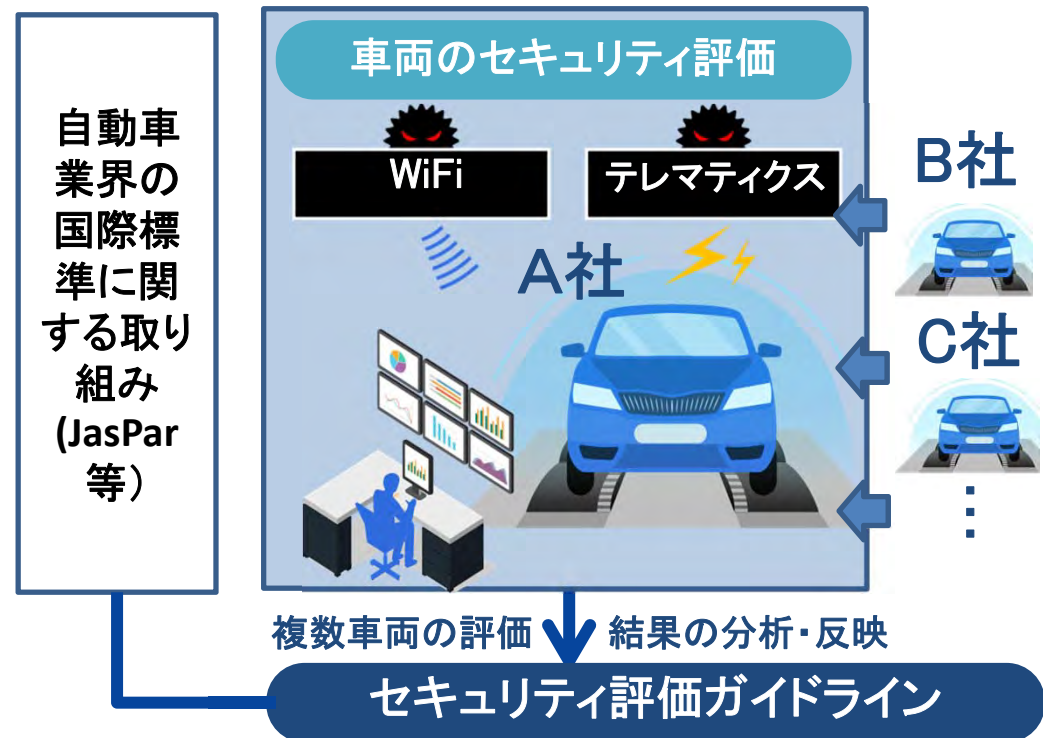 車両のセキュリティ評価
自動車
業界の
国際標
準に関
する取り
組み
(JasPar
等）
WiFi
テレマティクス
A社
B社
C社
⋮
複数車両の評価
結果の分析・反映
セキュリティ評価ガイドライン